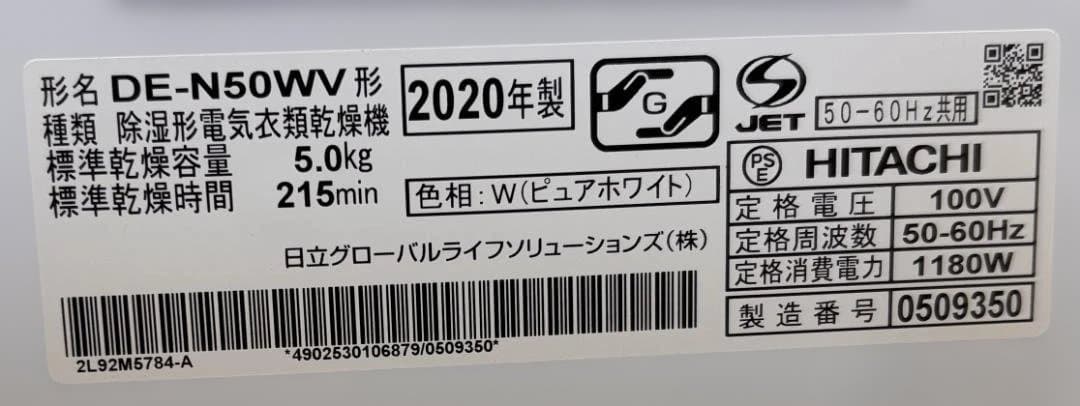 形名 DE-N50WV 形
種類 除湿形電気衣類乾燥機
標準乾燥容量 5.0kg
標準乾燥時間 215min
2020年製
G
色相:W(ピュアホワイト)
日立グローバルライフソリューションズ(株)
2L92M5784-A
*4902530106879/0509350*
S
JET
50-60Hz共用
PSE HITACHI
定格電圧 100V
定格周波数 50-60Hz
定格消費電力 1180W
製造番号 0509350